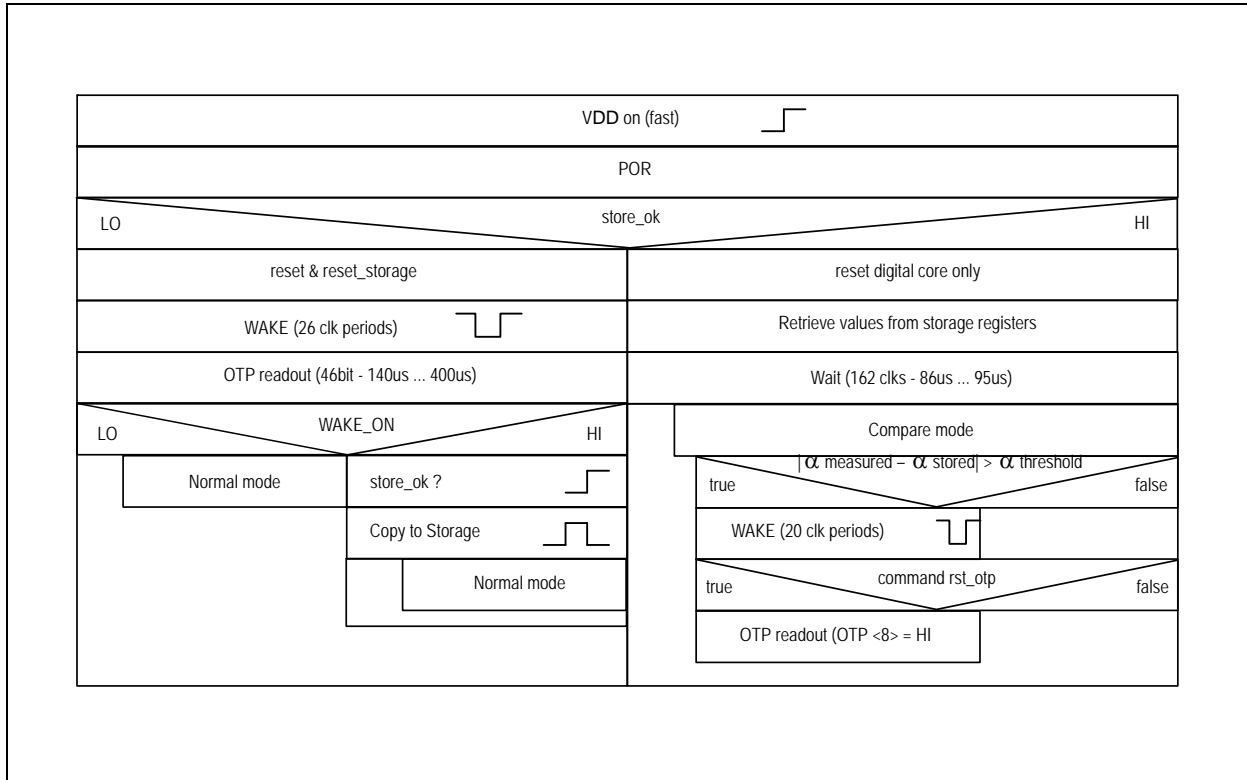 VDD on (fast)
POR
store_ok
LO
HI
reset & reset_storage
reset digital core only
WAKE (26 clk periods)
Retrieve values from storage registers
OTP readout (46bit - 140us ... 400us)
Wait (162 clks - 86us ... 95us)
WAKE_ON
LO
HI
Compare mode
|α measured – α stored| > α threshold
Normal mode
store_ok ?
true
false
Copy to Storage
WAKE (20 clk periods)
Normal mode
command rst_otp
true
false
OTP readout (OTP <8> = HI